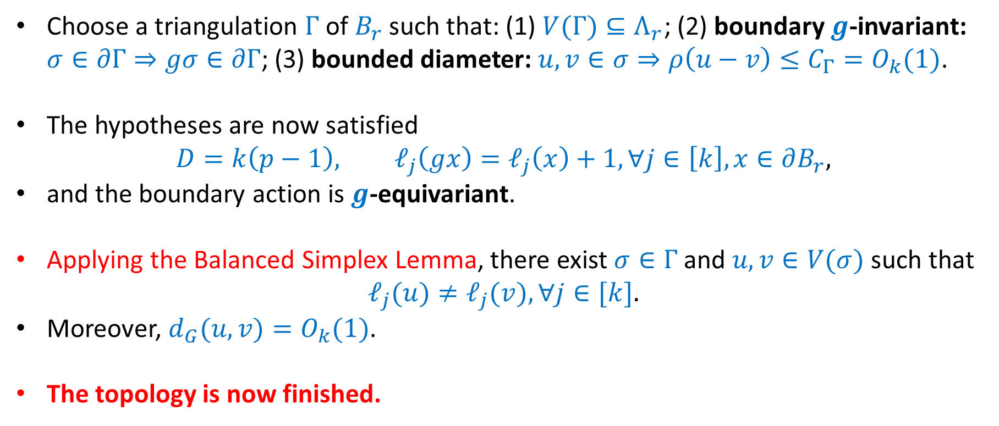 • Choose a triangulation Γ of B_r such that: (1) V(Γ) ⊆ Λ_r; (2) boundary g-invariant:
σ ∈ ∂Γ ⇒ gσ ∈ ∂Γ; (3) bounded diameter: u, v ∈ σ ⇒ ρ(u − v) ≤ C_Γ = O_k(1).
• The hypotheses are now satisfied
D = k(p − 1), ℓ_j(gx) = ℓ_j(x) + 1, ∀j ∈ [k], x ∈ ∂B_r,
• and the boundary action is g-equivariant.
• Applying the Balanced Simplex Lemma, there exist σ ∈ Γ and u, v ∈ V(σ) such that
ℓ_j(u) ≠ ℓ_j(v), ∀j ∈ [k].
• Moreover, d_G(u, v) = O_k(1).
• The topology is now finished.